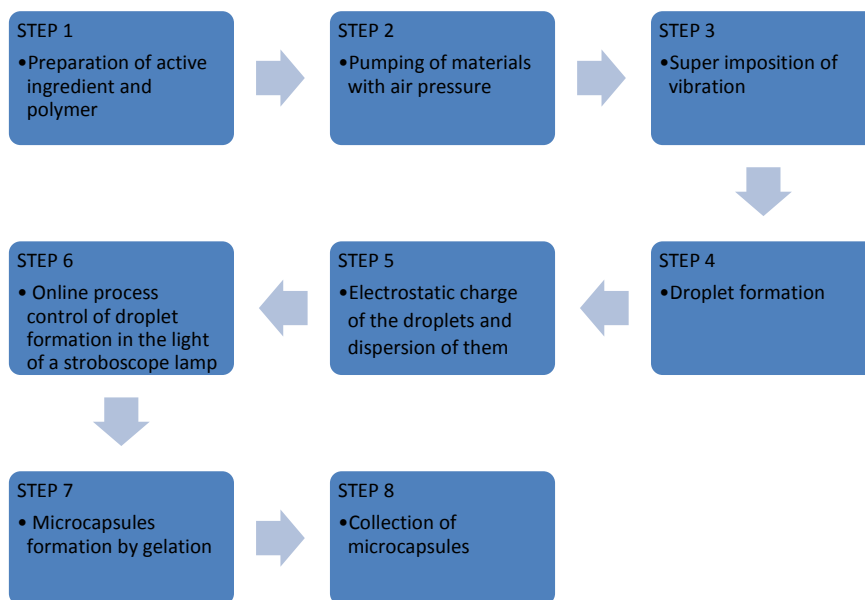 STEP 1
•Preparation of active
ingredient and
polymer
STEP 2
•Pumping of materials
with air pressure
STEP 3
•Super imposition of
vibration
STEP 4
•Droplet formation
STEP 5
•Electrostatic charge
of the droplets and
dispersion of them
STEP 6
• Online process
control of droplet
formation in the light
of a stroboscope lamp
STEP 7
• Microcapsules
formation by gelation
STEP 8
•Collection of
microcapsules